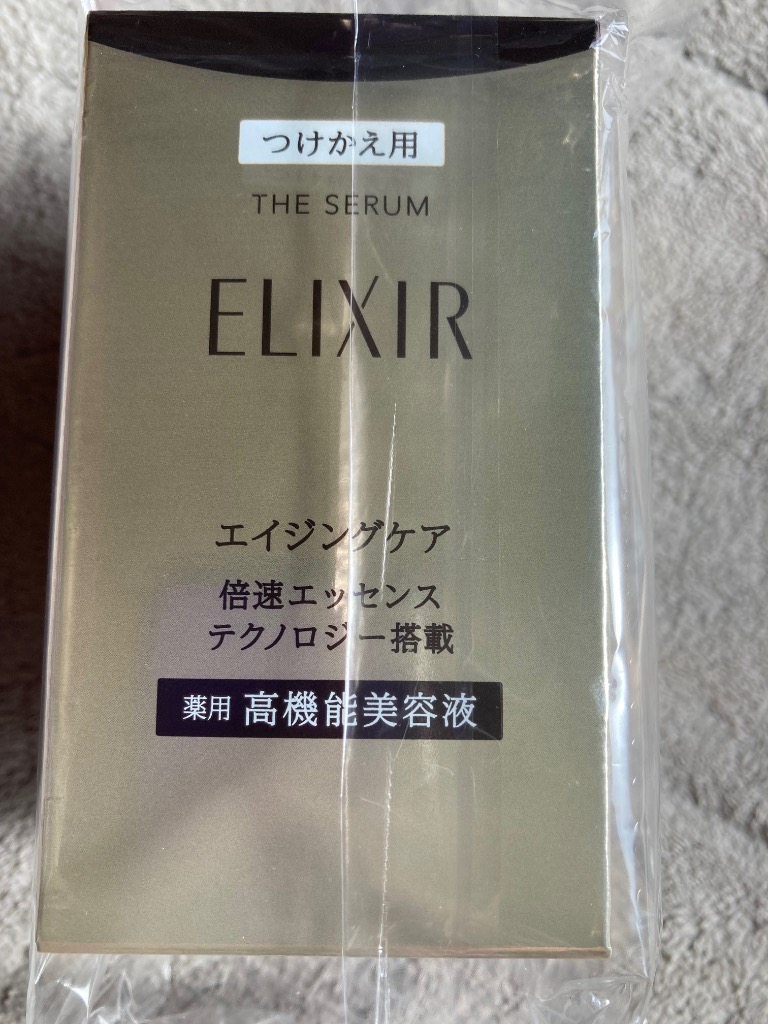 つけかえ用
THE SERUM
ELIXIR
エイジングケア
倍速エッセンス
テクノロジー搭載
薬用 高機能美容液